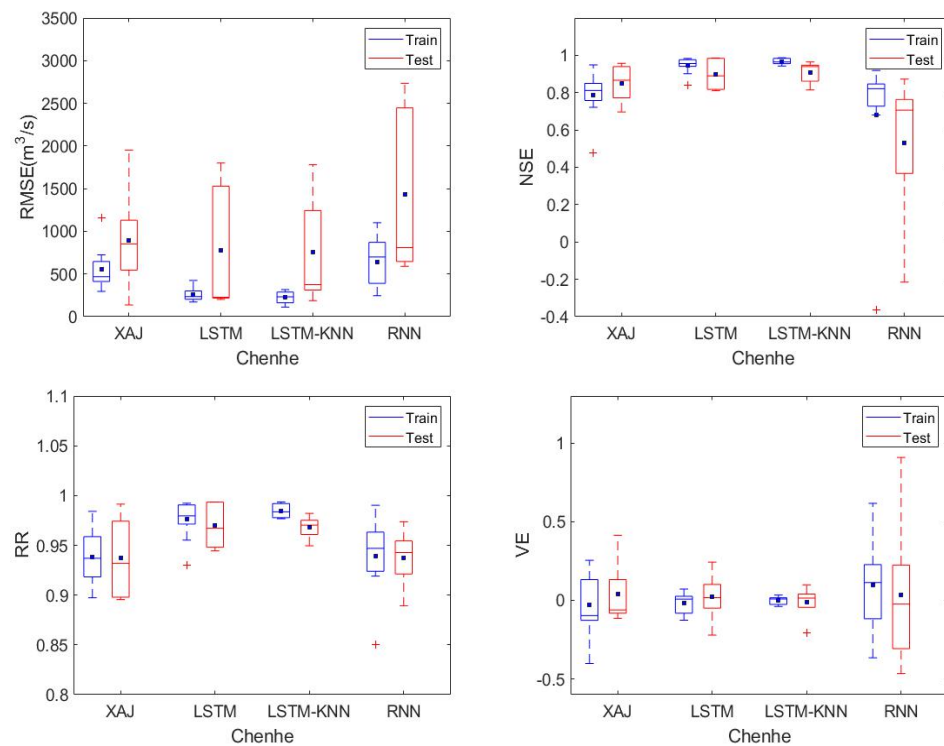 3500
3000
2500
2000
1500
1000
500
0
RMSE(m³/s)
Train
Test
XAJ LSTM LSTM-KNN RNN
Chenhe
1
0.8
0.6
0.4
0.2
0
-0.2
-0.4
NSE
Train
Test
XAJ LSTM LSTM-KNN RNN
Chenhe
1.1
1.05
1
0.95
0.9
0.85
0.8
RR
Train
Test
XAJ LSTM LSTM-KNN RNN
Chenhe
1
0.5
0
-0.5
VE
Train
Test
XAJ LSTM LSTM-KNN RNN
Chenhe